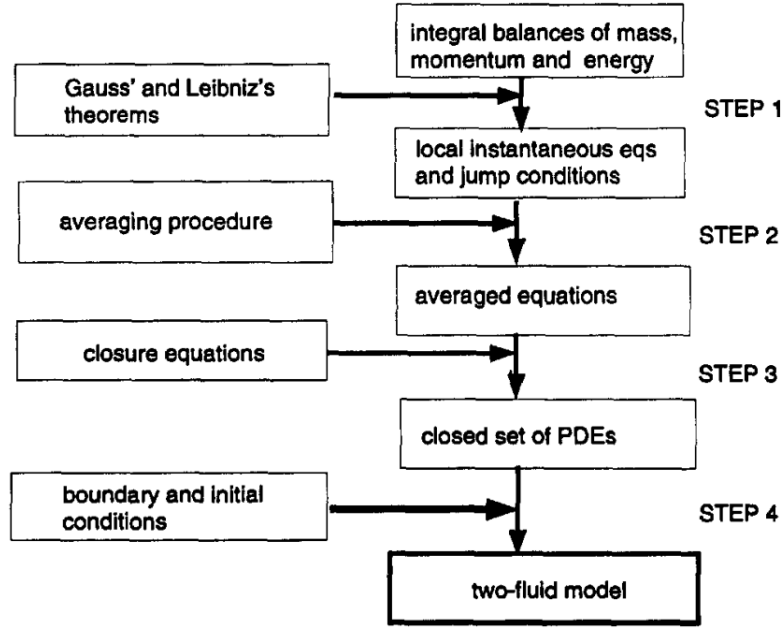 integral balances of mass,
momentum and energy
Gauss' and Leibniz's
theorems
STEP 1
local instantaneous eqs
and jump conditions
averaging procedure
STEP 2
averaged equations
closure equations
STEP 3
closed set of PDEs
boundary and initial
conditions
STEP 4
two-fluid model